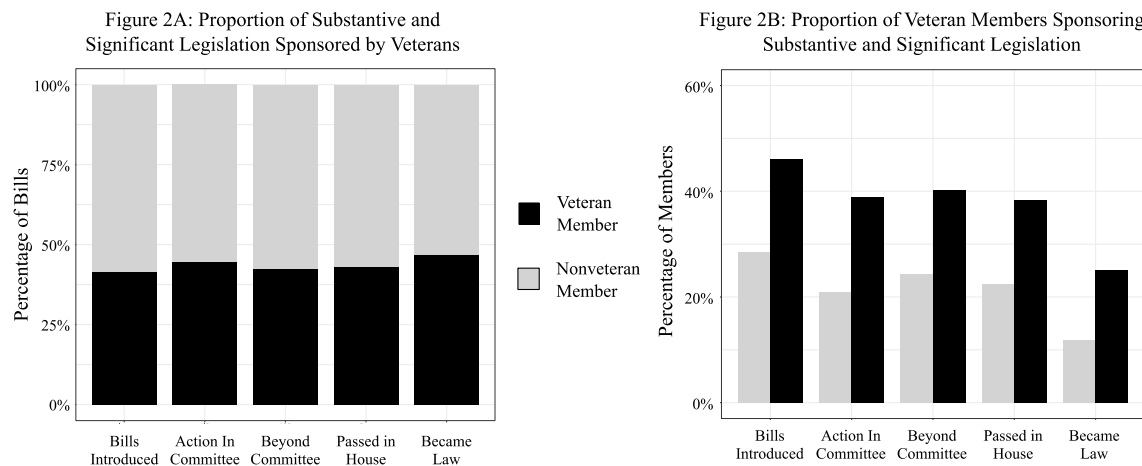 Figure 2A: Proportion of Substantive and
Significant Legislation Sponsored by Veterans
Percentage of Bills
100%
75%
50%
25%
0%
Bills
Introduced
Action In
Committee
Beyond
Committee
Passed in
House
Became
Law
Veteran
Member
Nonveteran
Member
Figure 2B: Proportion of Veteran Members Sponsoring
Substantive and Significant Legislation
Percentage of Members
60%
40%
20%
0%
Bills
Introduced
Action In
Committee
Beyond
Committee
Passed in
House
Became
Law